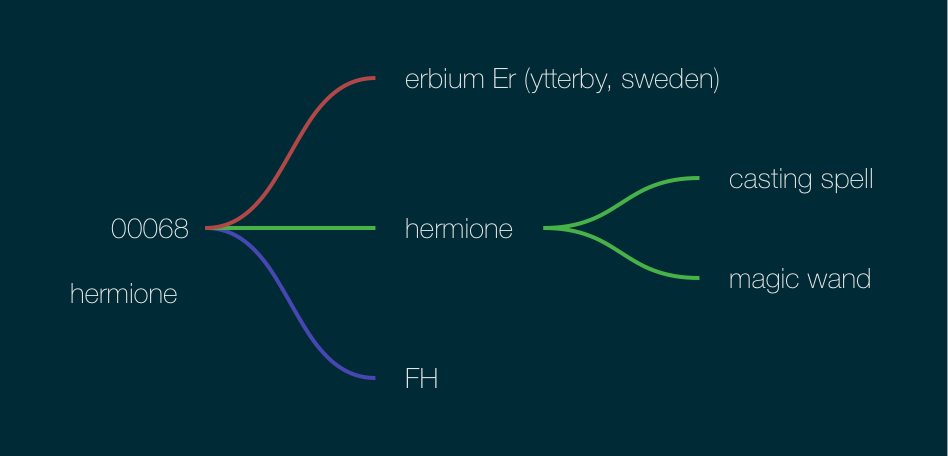 erbium Er (ytterby, sweden)
casting spell
00068
hermione
magic wand
hermione
FH